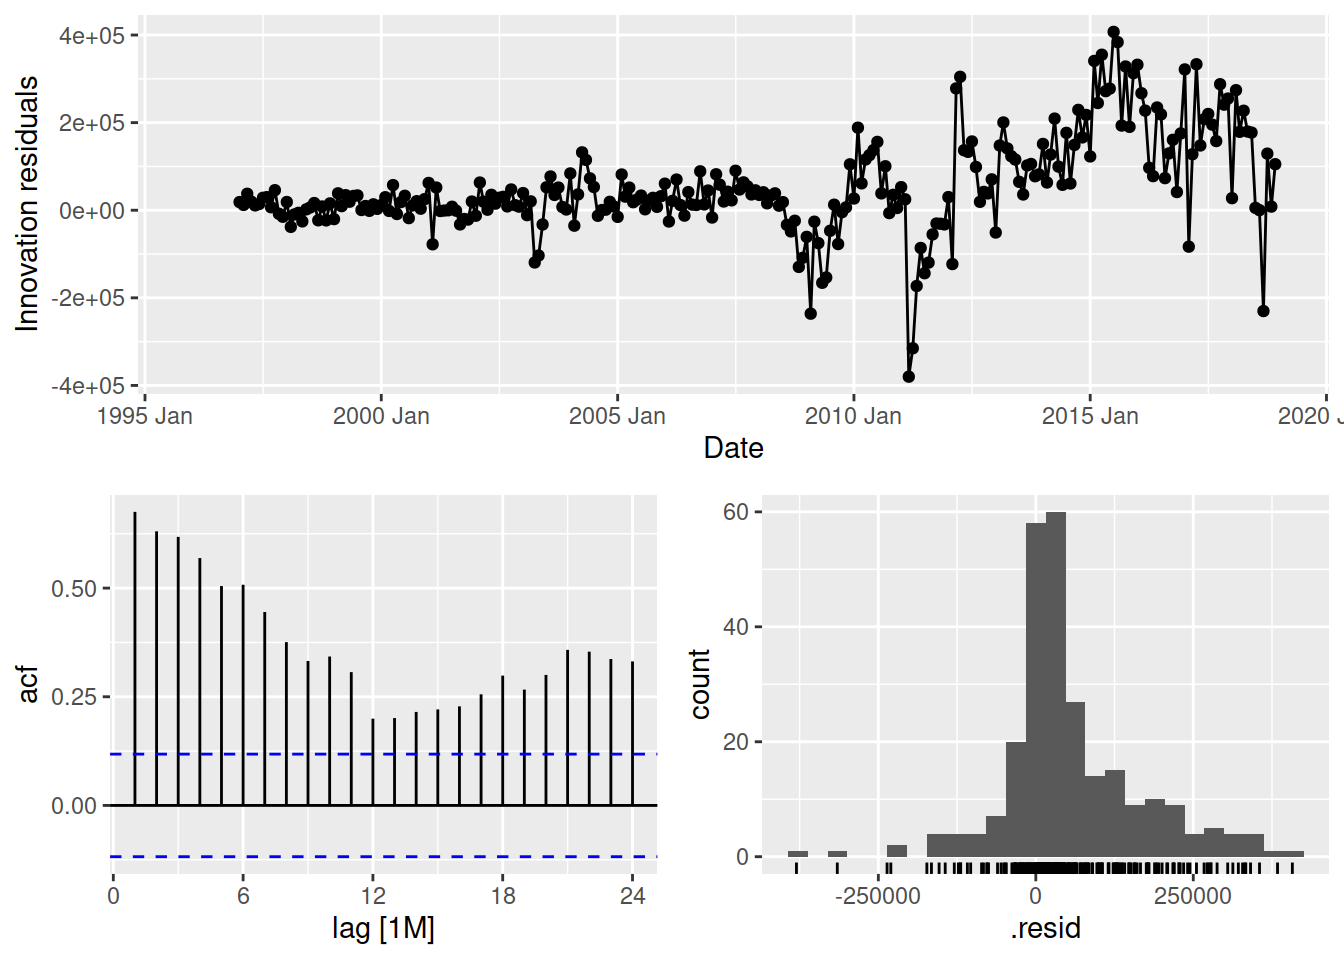 4e+05
2e+05
0e+00
-2e+05
-4e+05
Innovation residuals
1995 Jan
2000 Jan
2005 Jan
2010 Jan
2015 Jan
2020 J
Date
0.50
0.25
0.00
acf
0
6
12
18
24
lag [1M]
60
40
20
0
count
-250000
0
250000
.resid